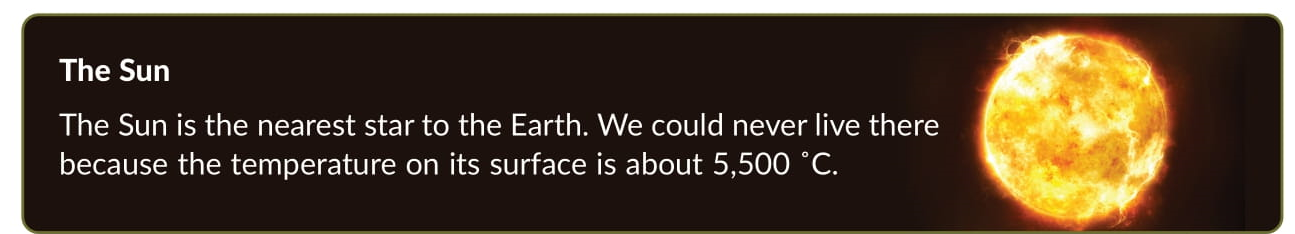 The Sun
The Sun is the nearest star to the Earth. We could never live there
because the temperature on its surface is about 5,500 ˚C.